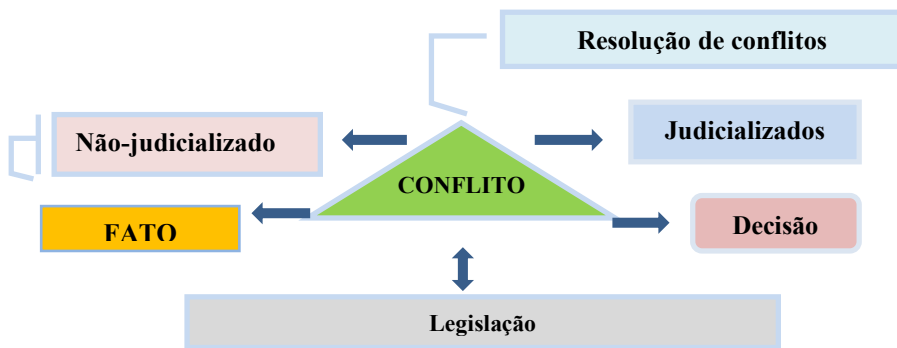 Resolução de conflitos
Não-judicializado
Judicializados
CONFLITO
FATO
Decisão
Legislação